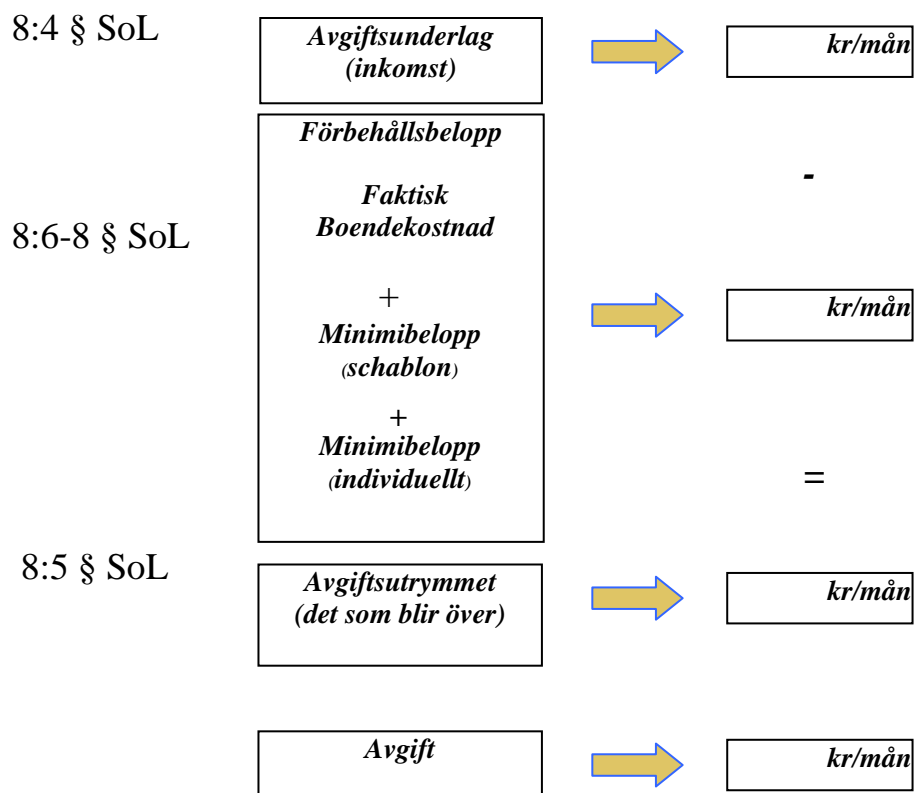 8:4 § SoL
Avgiftsunderlag
(inkomst)
kr/mån
Förbehållsbelopp
-
Faktisk
Boendekostnad
8:6-8 § SoL
+
Minimibelopp
(schablon)
kr/mån
+
Minimibelopp
(individuellt)
=
8:5 § SoL
Avgiftsutrymmet
(det som blir över)
kr/mån
Avgift
kr/mån